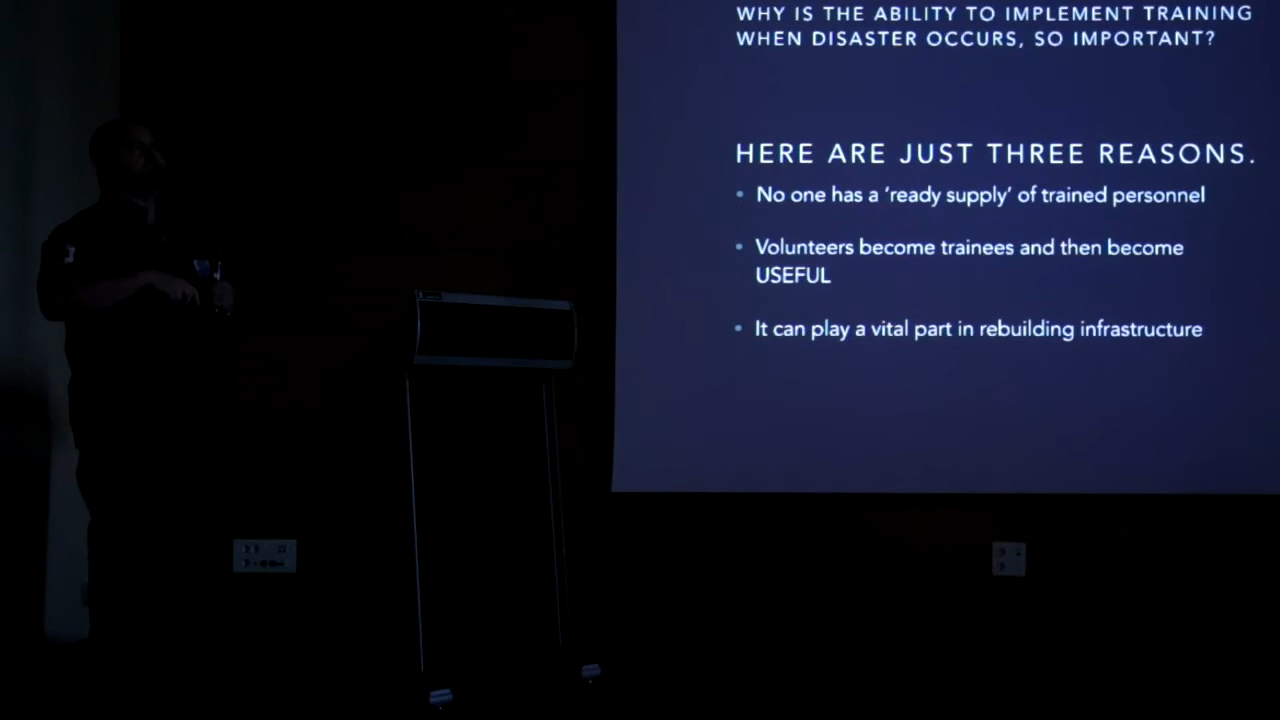 WHY IS THE ABILITY TO IMPLEMENT TRAINING
WHEN DISASTER OCCURS, SO IMPORTANT?
HERE ARE JUST THREE REASONS.
• No one has a ‘ready supply’ of trained personnel
• Volunteers become trainees and then become
USEFUL
• It can play a vital part in rebuilding infrastructure